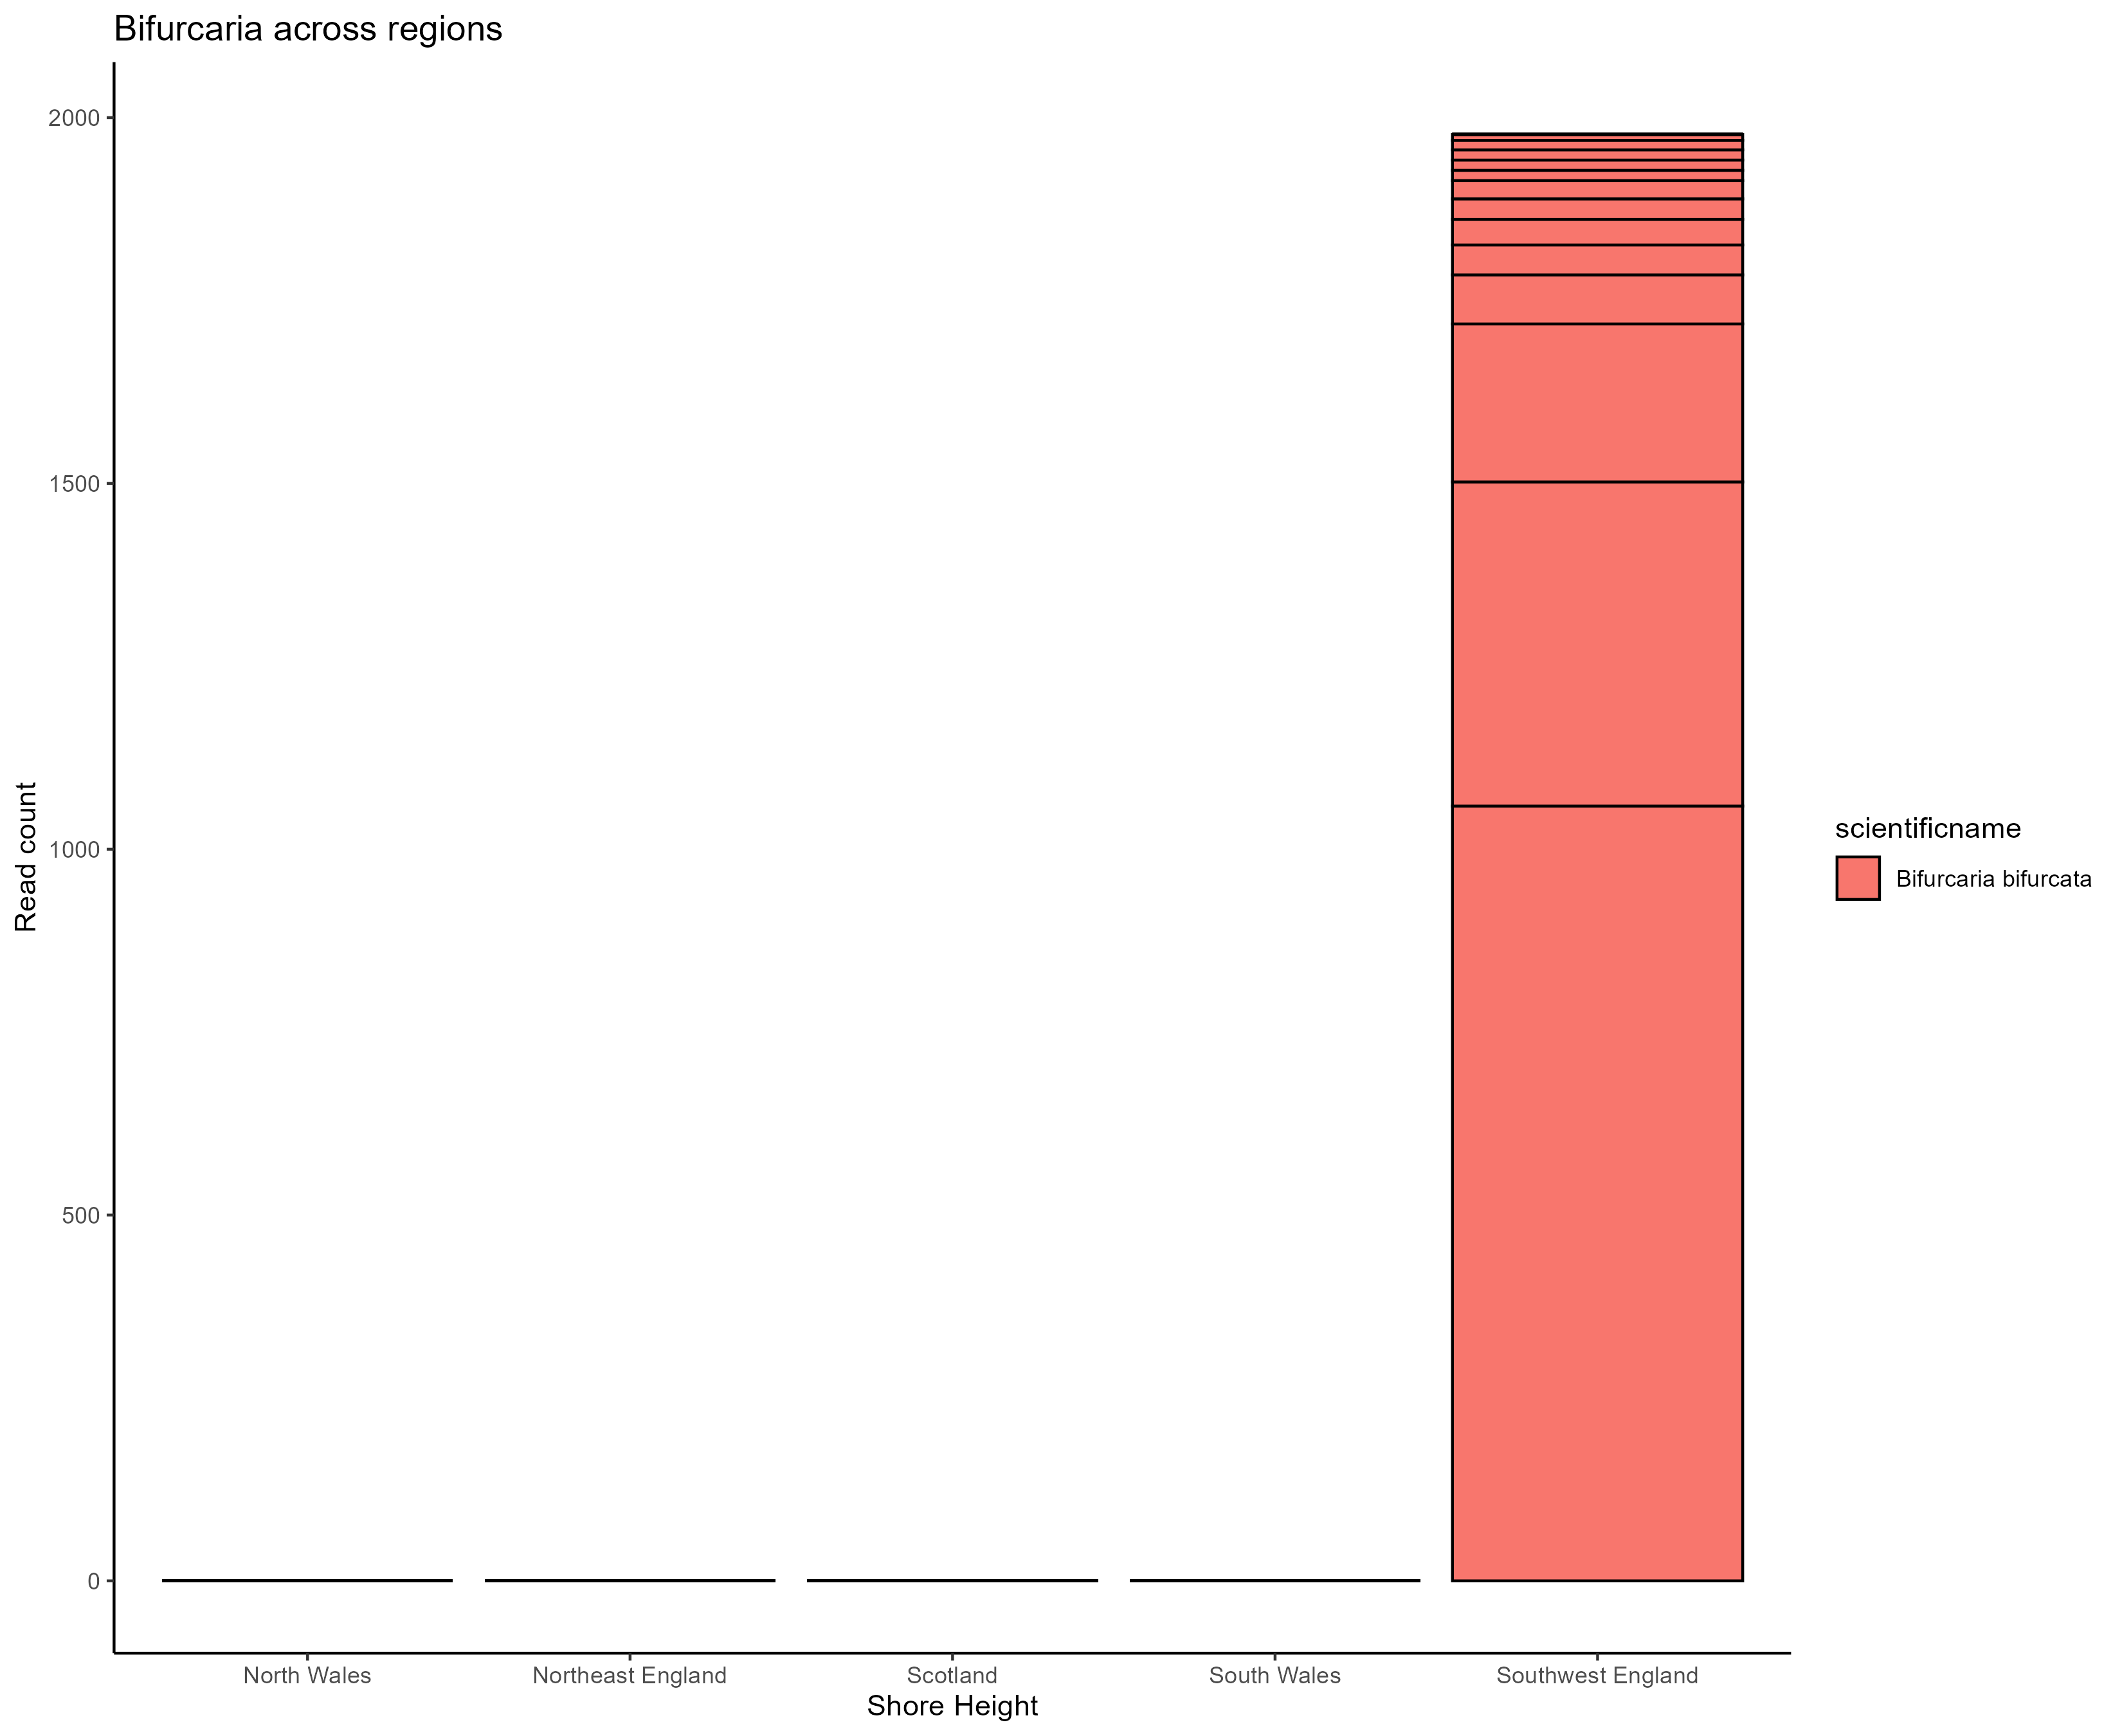 Bifurcaria across regions
2000
1500
1000
500
0
Read count
North Wales
Northeast England
Scotland
South Wales
Southwest England
Shore Height
scientificname
Bifurcaria bifurcata